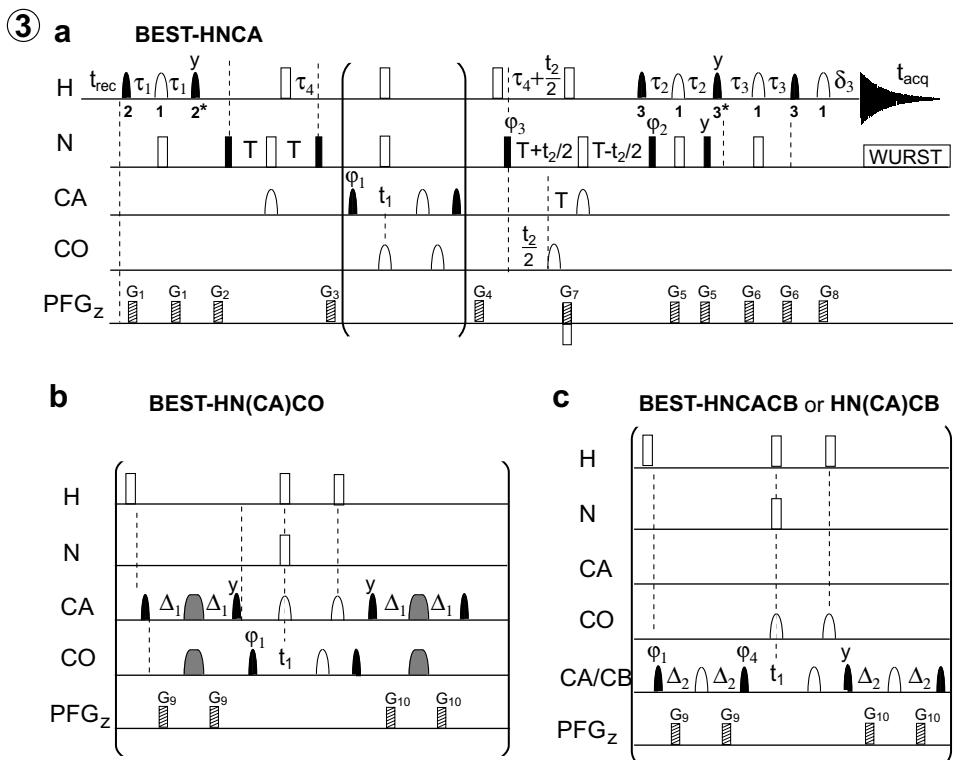 ③ a BEST-HNCA
H t_rec τ₁ τ₁ y τ₄ τ₄+t₂/2 τ₂ τ₂ y τ₃ τ₃ δ₃ t_acq
2 1 2* 3 1 3* 1 3 1
N T T φ₃ T+t₂/2 T-t₂/2 φ₂ y WURST
CA φ₁ t₁ T
CO t₂/2
PFG_z G₁ G₁ G₂ G₃ G₄ G₇ G₅ G₅ G₆ G₆ G₈
b BEST-HN(CA)CO
H
N
CA Δ₁ Δ₁ y y Δ₁ Δ₁
CO φ₁ t₁
PFG_z G₉ G₉ G₁₀ G₁₀
c BEST-HNCACB or HN(CA)CB
H
N
CA
CO
CA/CB φ₁ Δ₂ Δ₂ φ₄ t₁ y Δ₂ Δ₂
PFG_z G₉ G₉ G₁₀ G₁₀